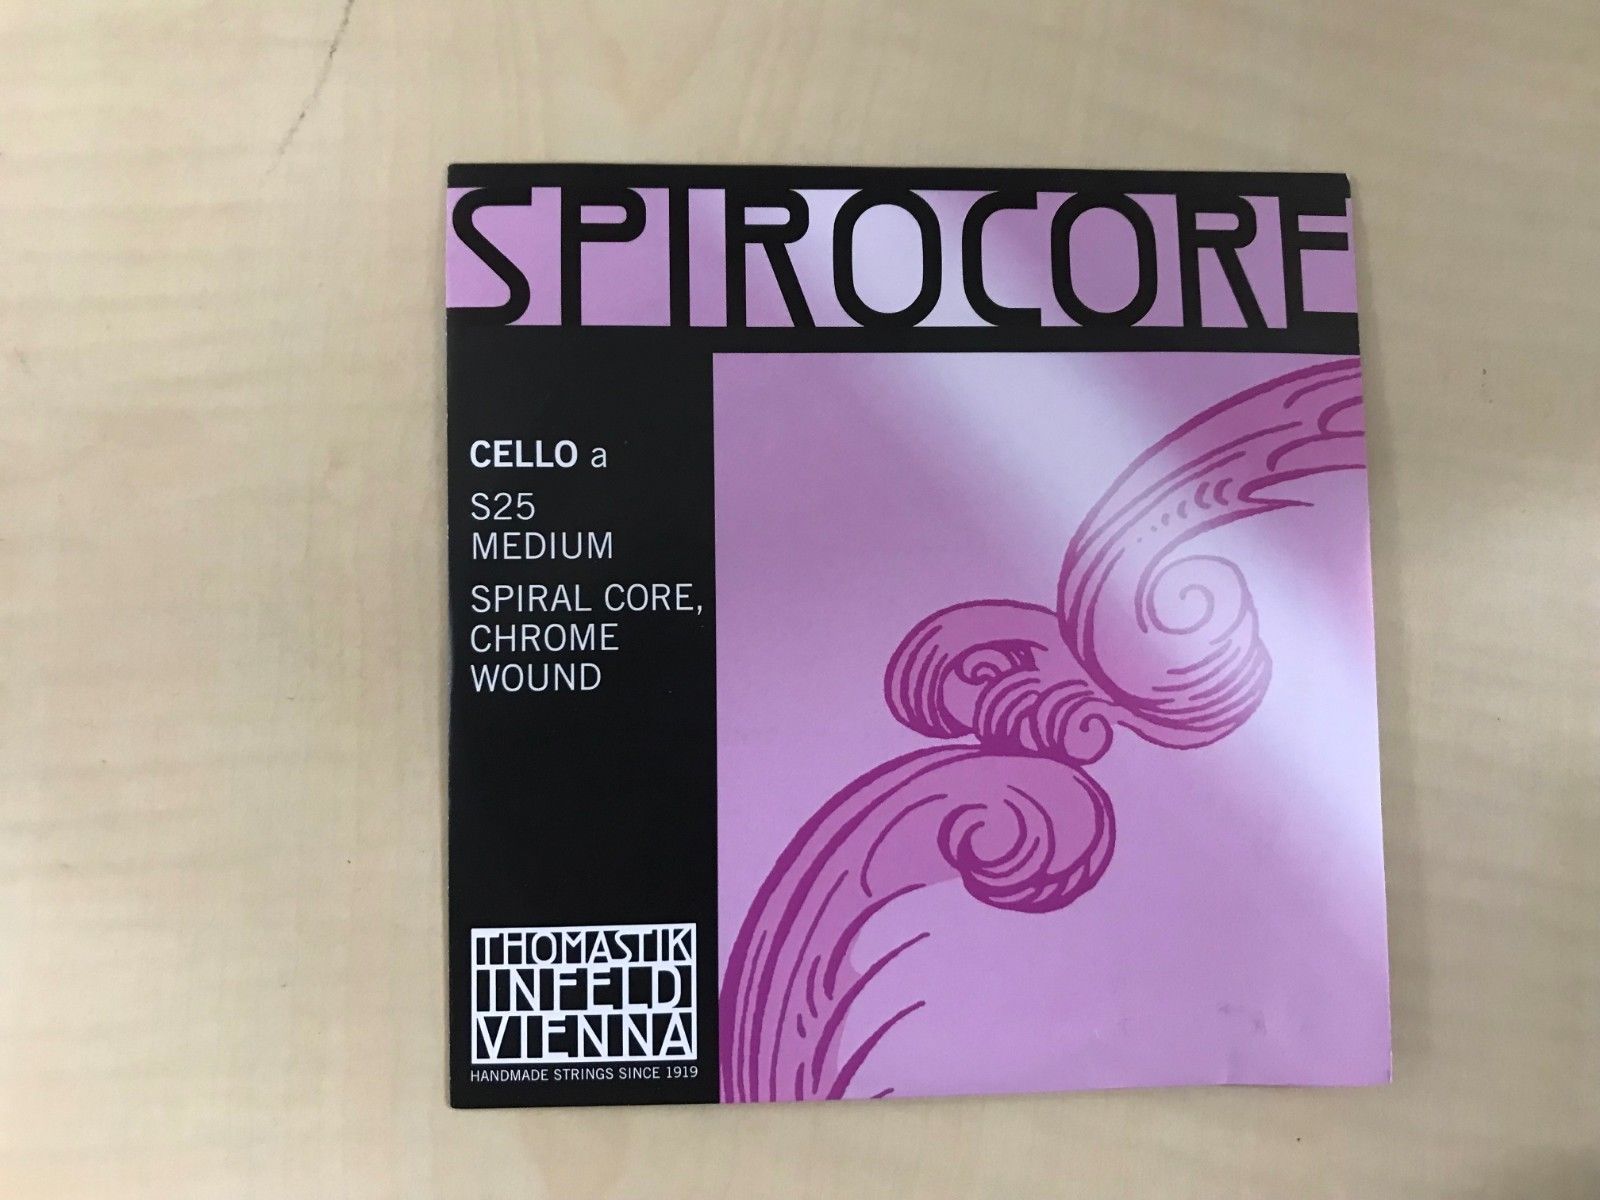 SPIROCORE
CELLO a
S25
MEDIUM
SPIRAL CORE,
CHROME
WOUND
THOMASTIK
INFELD
VIENNA
HANDMADE STRINGS SINCE 1919